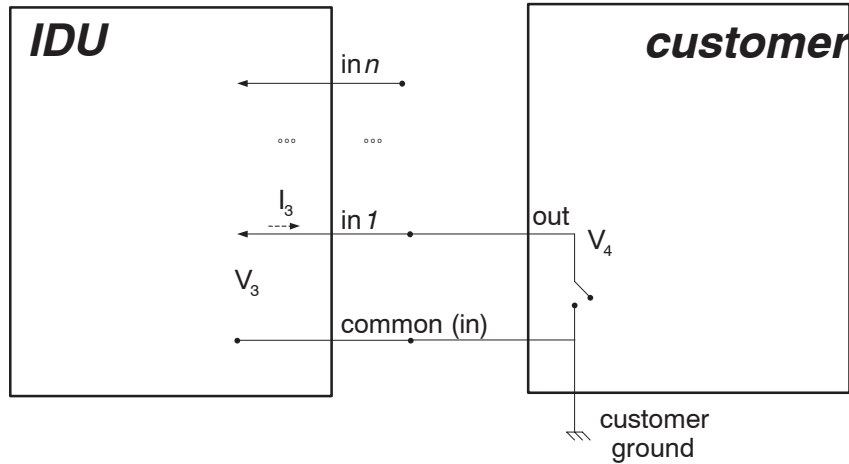 IDU
customer
in n
I3
in 1
out
V4
V3
common (in)
customer
ground